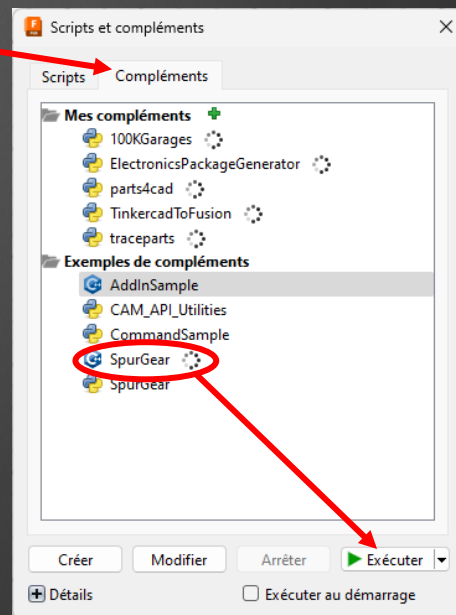 Scripts et compléments
Scripts Compléments
Mes compléments
100KGarages
ElectronicsPackageGenerator
parts4cad
TinkercadToFusion
traceparts
Exemples de compléments
AddInSample
CAM_API_Utilities
CommandSample
SpurGear
SpurGear
Créer Modifier Arrêter Exécuter
Détails Exécuter au démarrage